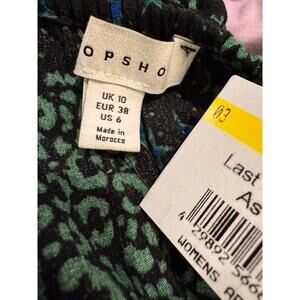 OPSHO
UK 10
EUR 38
US 6
Made in
Morocco
03
Last
As
WOMENS